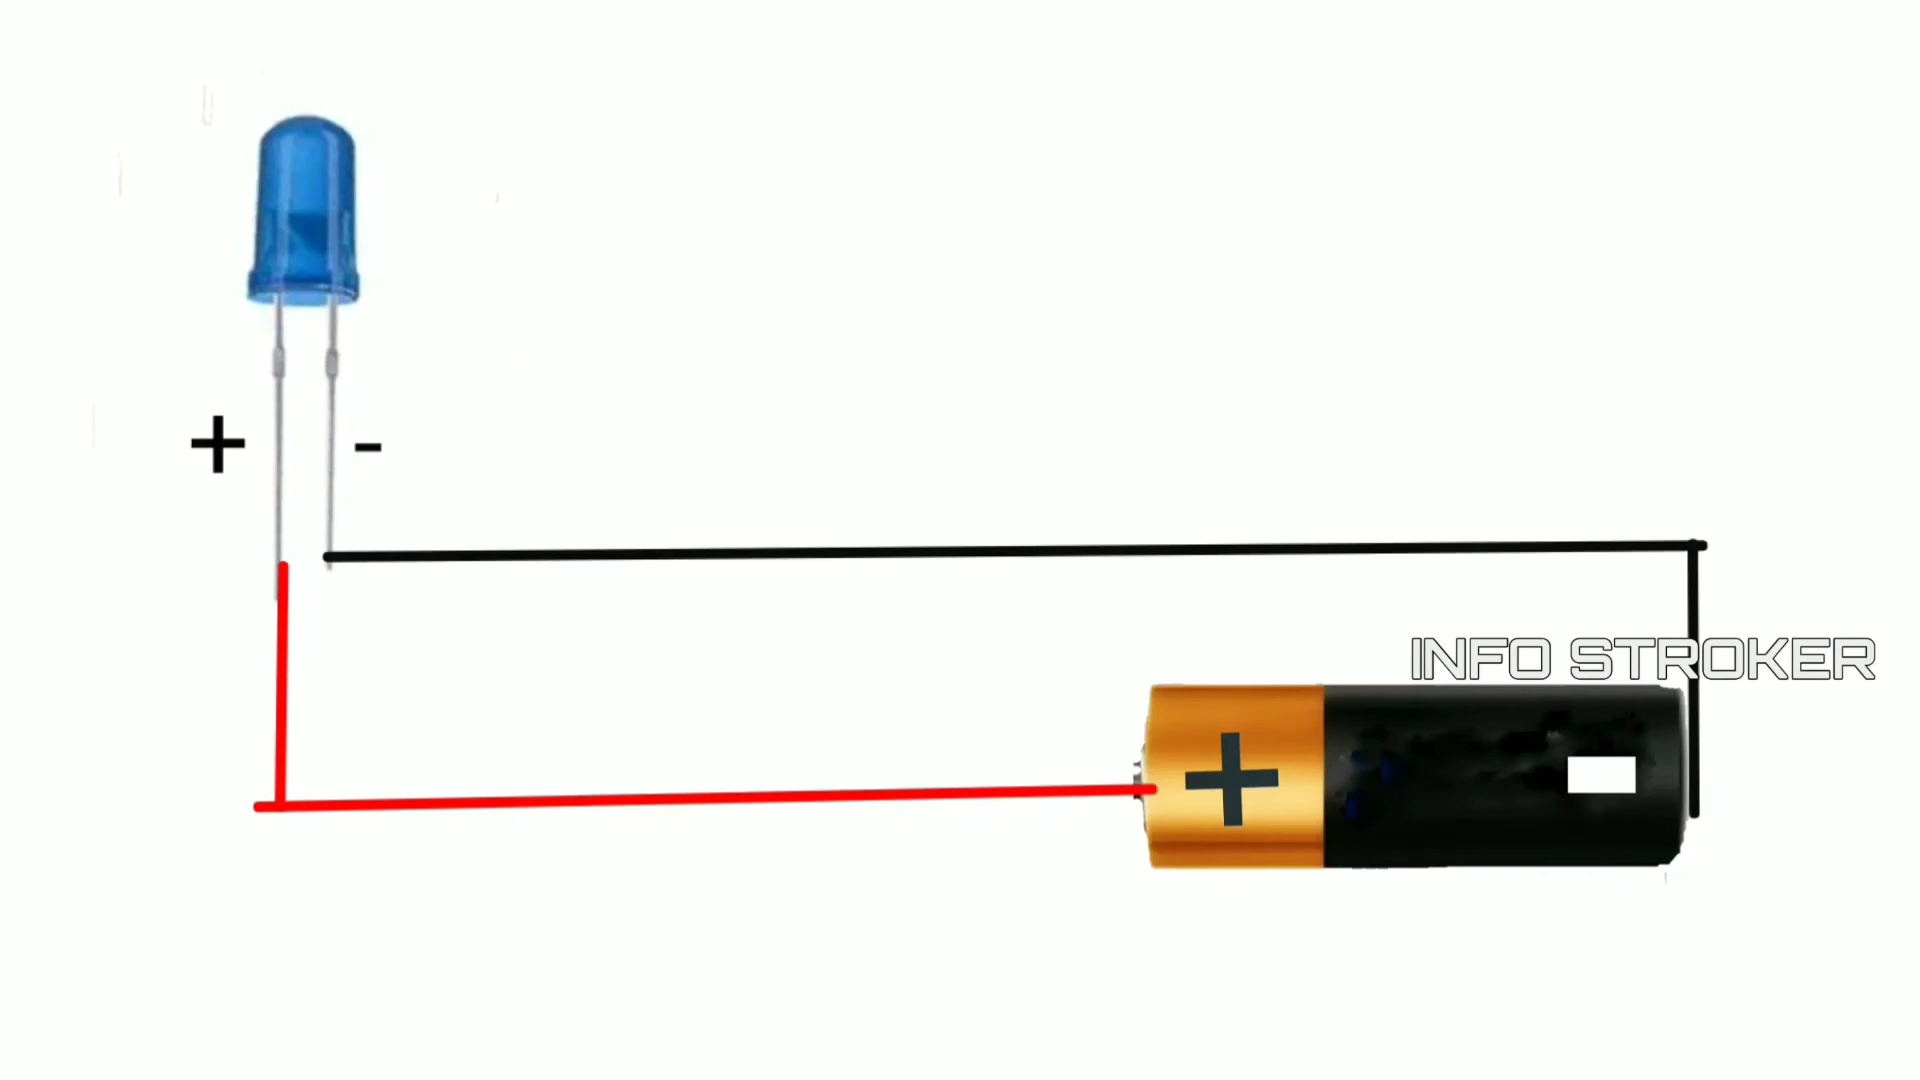 + -
INFO STROKER
+